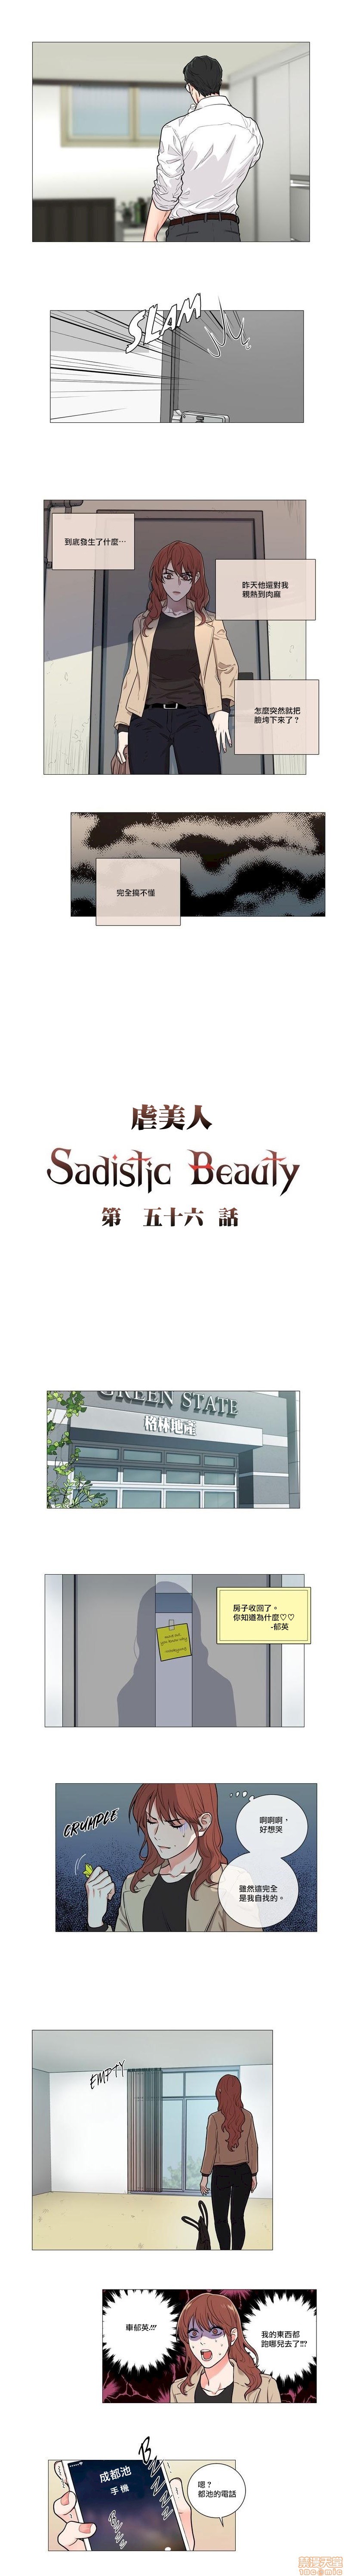 SLAM
到底發生了什麼…
昨天他還對我
親熱到肉麻
怎麼突然就把
臉垮下來了？
完全搞不懂
虐美人
Sadistic Beauty
第 五十六 話
GREEN STATE
格林地產
房子收回了。
你知道為什麼♡♡
-郁英
CRUMPLE
啊啊啊，
好想哭
雖然這完全
是我自找的。
EMPTY
車郁英!!!
我的東西都
跑哪兒去了!!?
成都池
手機
嗯？
都池的電話